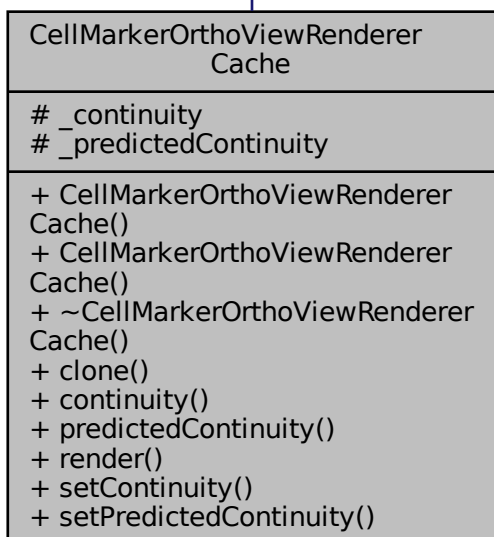 CellMarkerOrthoViewRenderer
Cache
# _continuity
# _predictedContinuity
+ CellMarkerOrthoViewRenderer
Cache()
+ CellMarkerOrthoViewRenderer
Cache()
+ ~CellMarkerOrthoViewRenderer
Cache()
+ clone()
+ continuity()
+ predictedContinuity()
+ render()
+ setContinuity()
+ setPredictedContinuity()